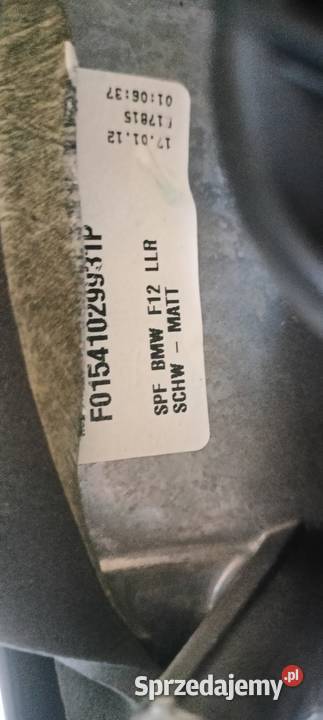 17.01.12
17815
01:06:37
F01541029931P
SPF BMW F12 LLR
SCHW - MATT
Sprzedajemy.pl